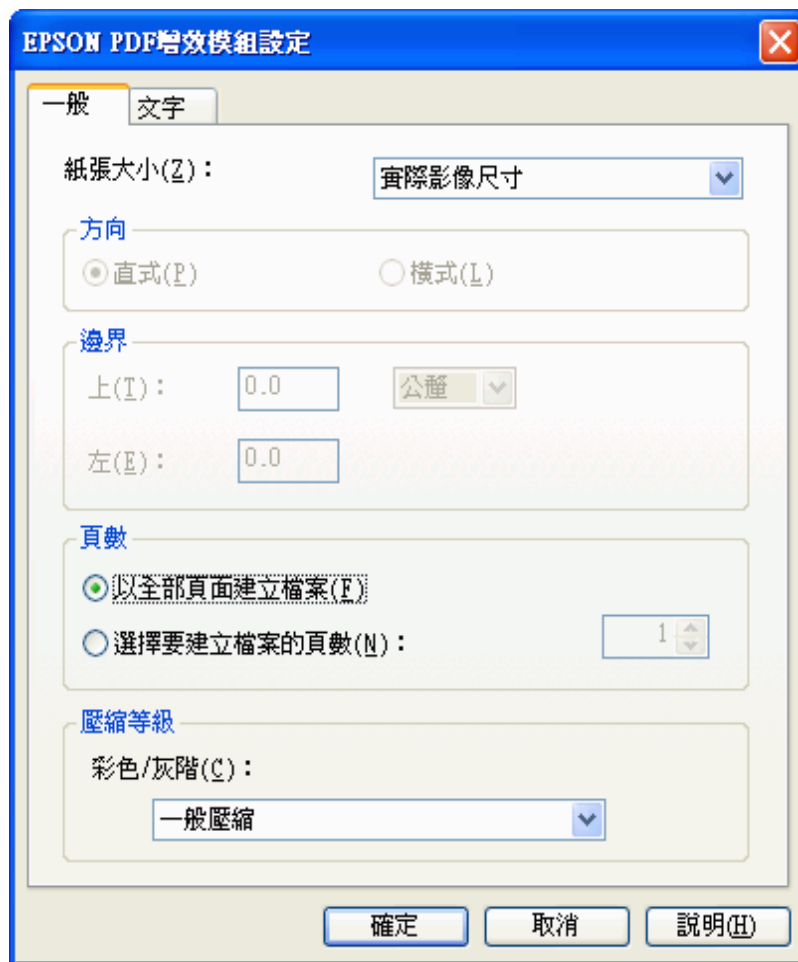 EPSON PDF增效模組設定
一般 文字
紙張大小(Z)： 實際影像尺寸
方向
直式(P) 橫式(L)
邊界
上(T)： 0.0 公釐
左(E)： 0.0
頁數
以全部頁面建立檔案(F)
選擇要建立檔案的頁數(N)： 1
壓縮等級
彩色/灰階(C)：
一般壓縮
確定 取消 說明(H)